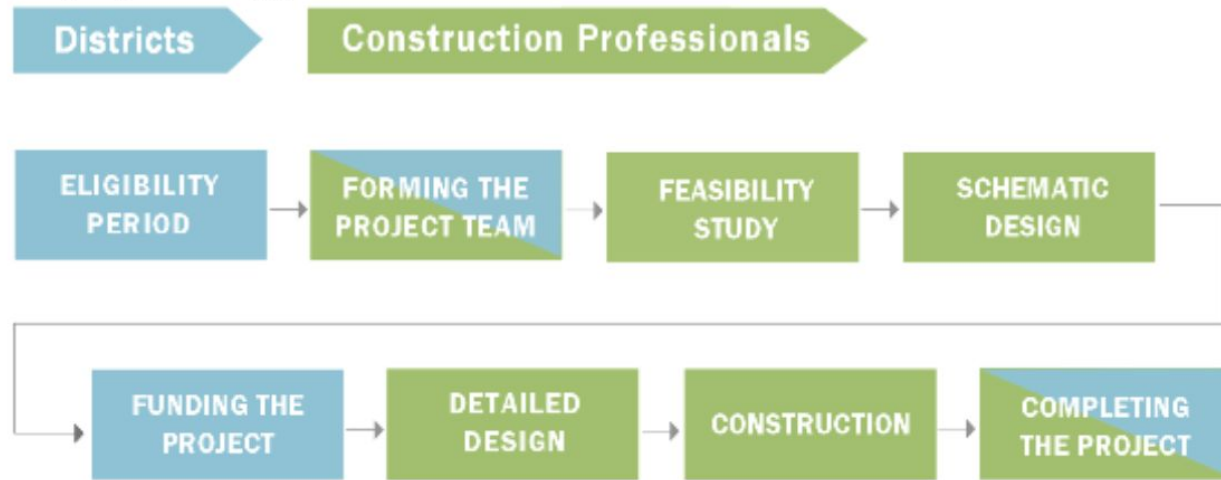 Districts
Construction Professionals
ELIGIBILITY
PERIOD
FORMING THE
PROJECT TEAM
FEASIBILITY
STUDY
SCHEMATIC
DESIGN
FUNDING THE
PROJECT
DETAILED
DESIGN
CONSTRUCTION
COMPLETING
THE PROJECT